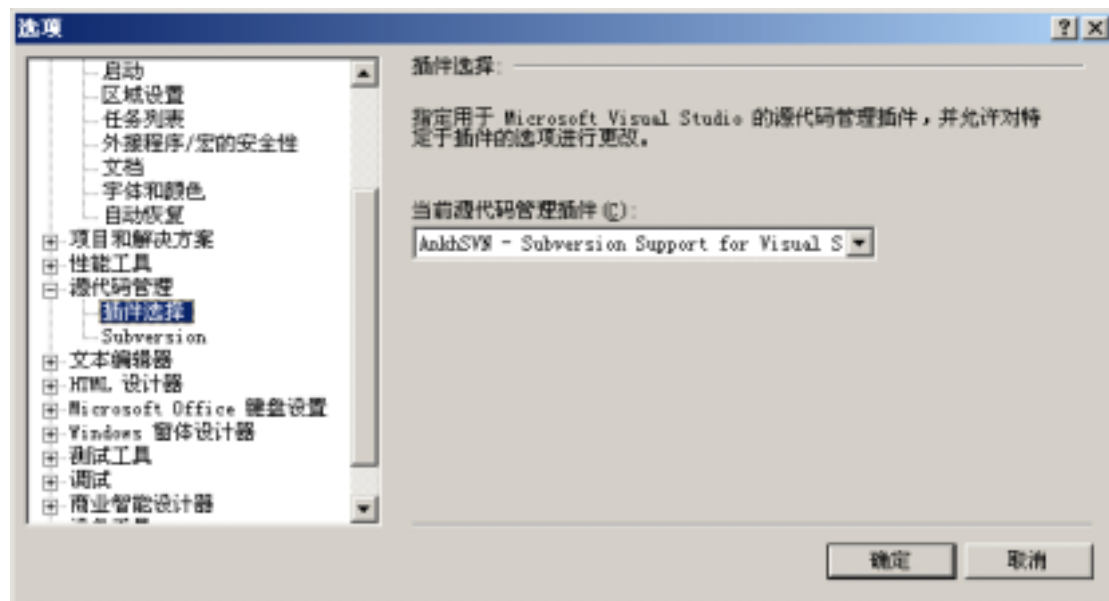 选项
启动
区域设置
任务列表
外接程序/宏的安全性
文档
字体和颜色
自动恢复
项目和解决方案
性能工具
源代码管理
插件选择
Subversion
文本编辑器
HTML 设计器
Microsoft Office 键盘设置
Windows 窗体设计器
测试工具
调试
商业智能设计器
插件选择:
指定用于 Microsoft Visual Studio 的源代码管理插件，并允许对特
定于插件的选项进行更改。
当前源代码管理插件(C):
AnkhSVN - Subversion Support for Visual S
确定
取消